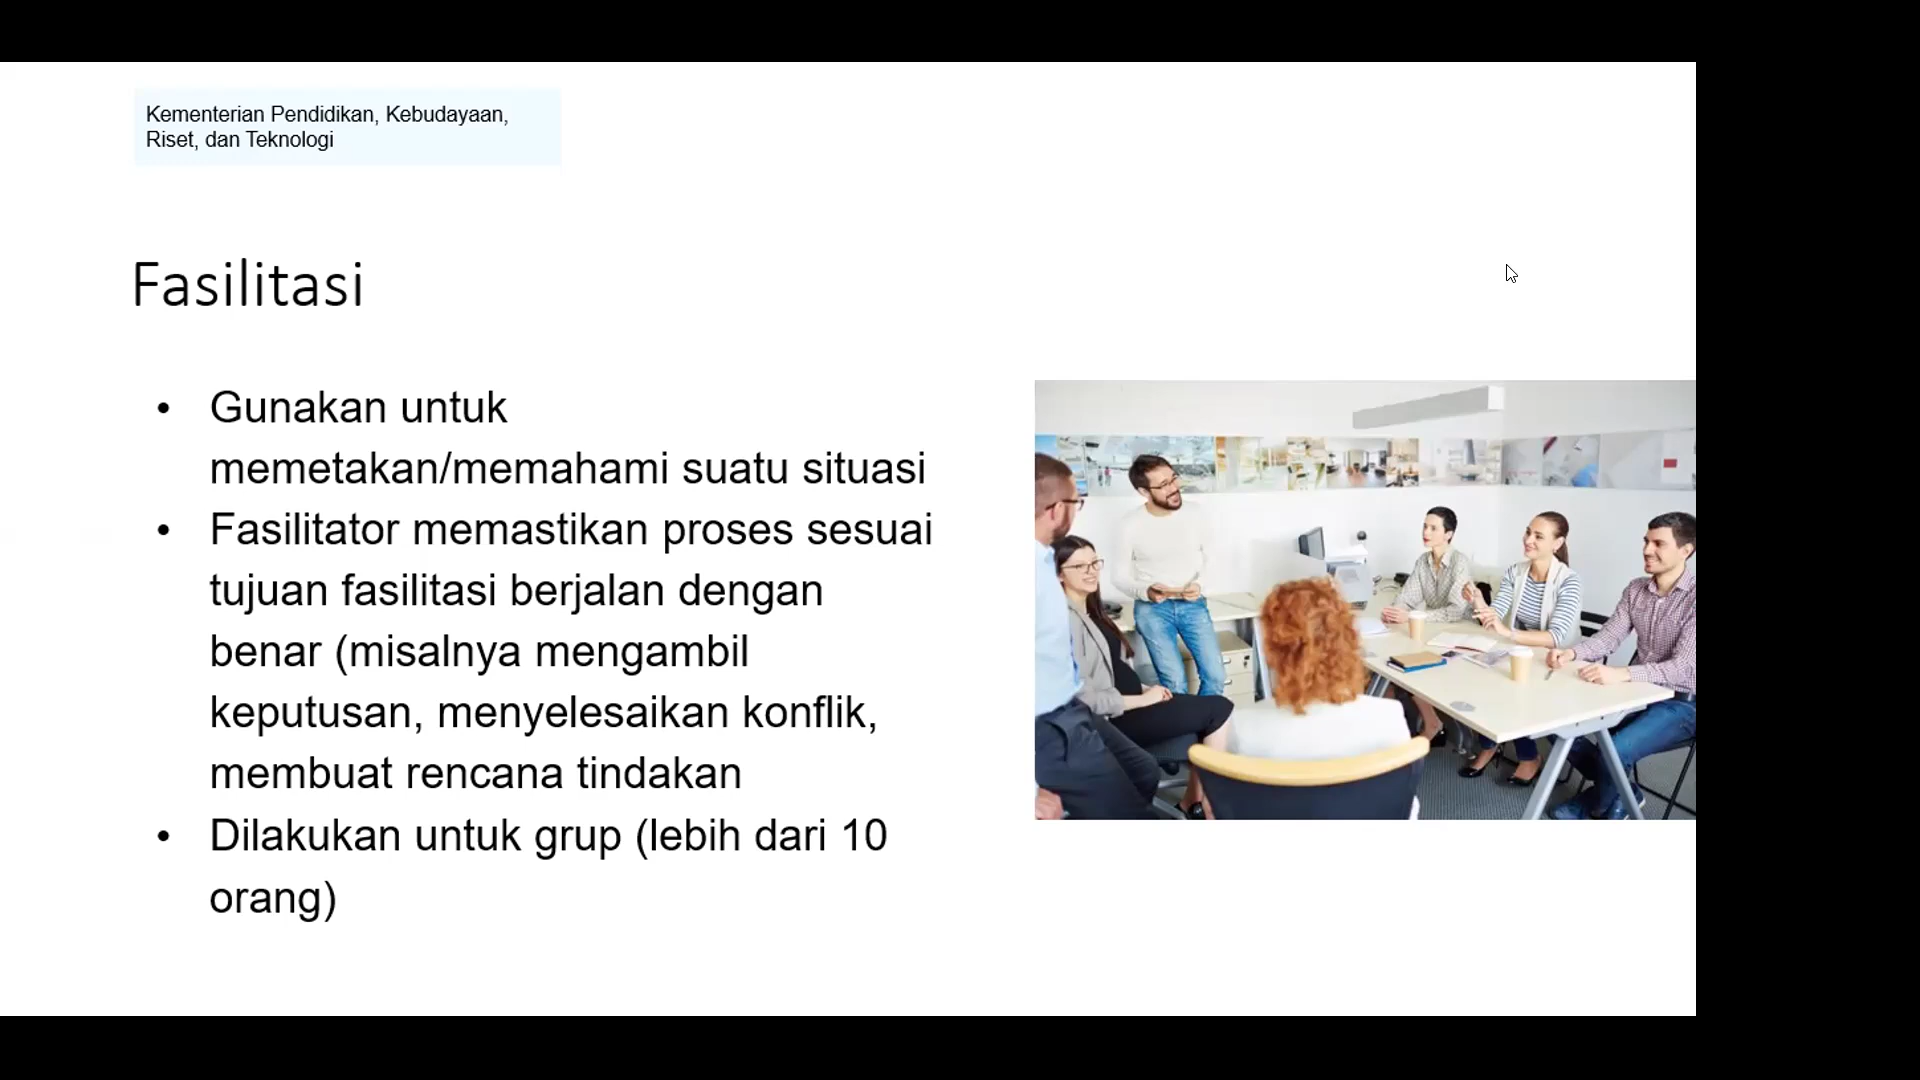 Kementerian Pendidikan, Kebudayaan,
Riset, dan Teknologi
Fasilitasi
• Gunakan untuk
memetakan/memahami suatu situasi
• Fasilitator memastikan proses sesuai
tujuan fasilitasi berjalan dengan
benar (misalnya mengambil
keputusan, menyelesaikan konflik,
membuat rencana tindakan
• Dilakukan untuk grup (lebih dari 10
orang)